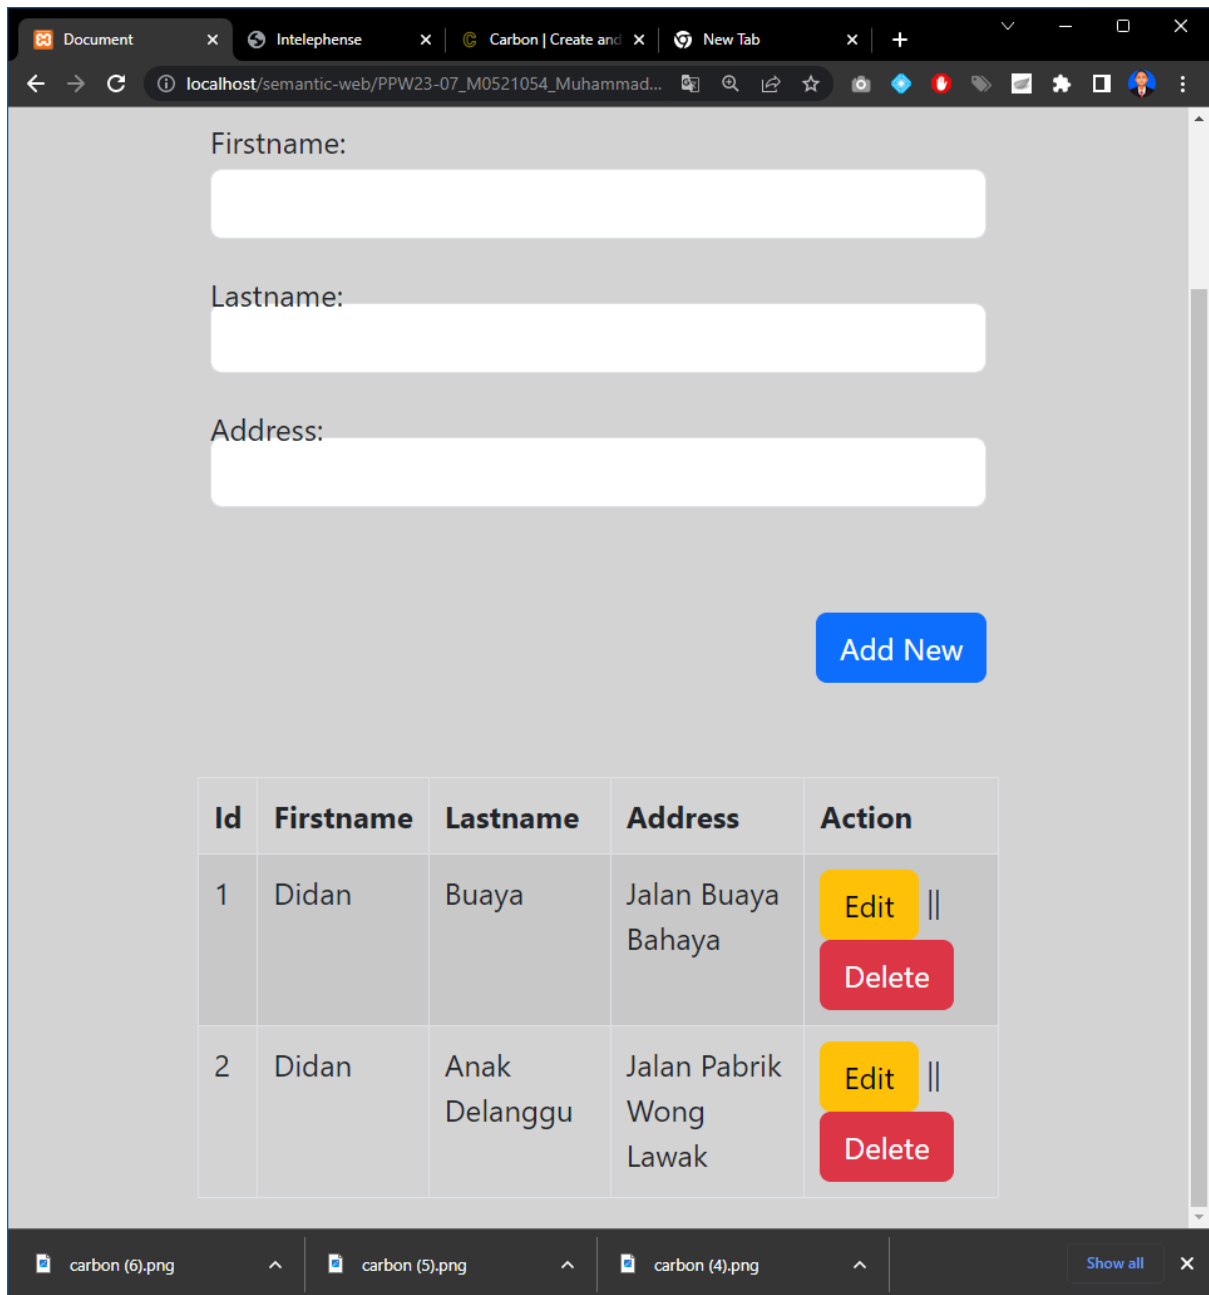 Document
Intelephense
Carbon | Create and
New Tab
localhost/semantic-web/PPW23-07_M0521054_Muhammad...
Firstname:
Lastname:
Address:
Add New
Id Firstname Lastname Address Action
1 Didan Buaya Jalan Buaya Bahaya Edit || Delete
2 Didan Anak Delanggu Jalan Pabrik Wong Lawak Edit || Delete
carbon (6).png
carbon (5).png
carbon (4).png
Show all